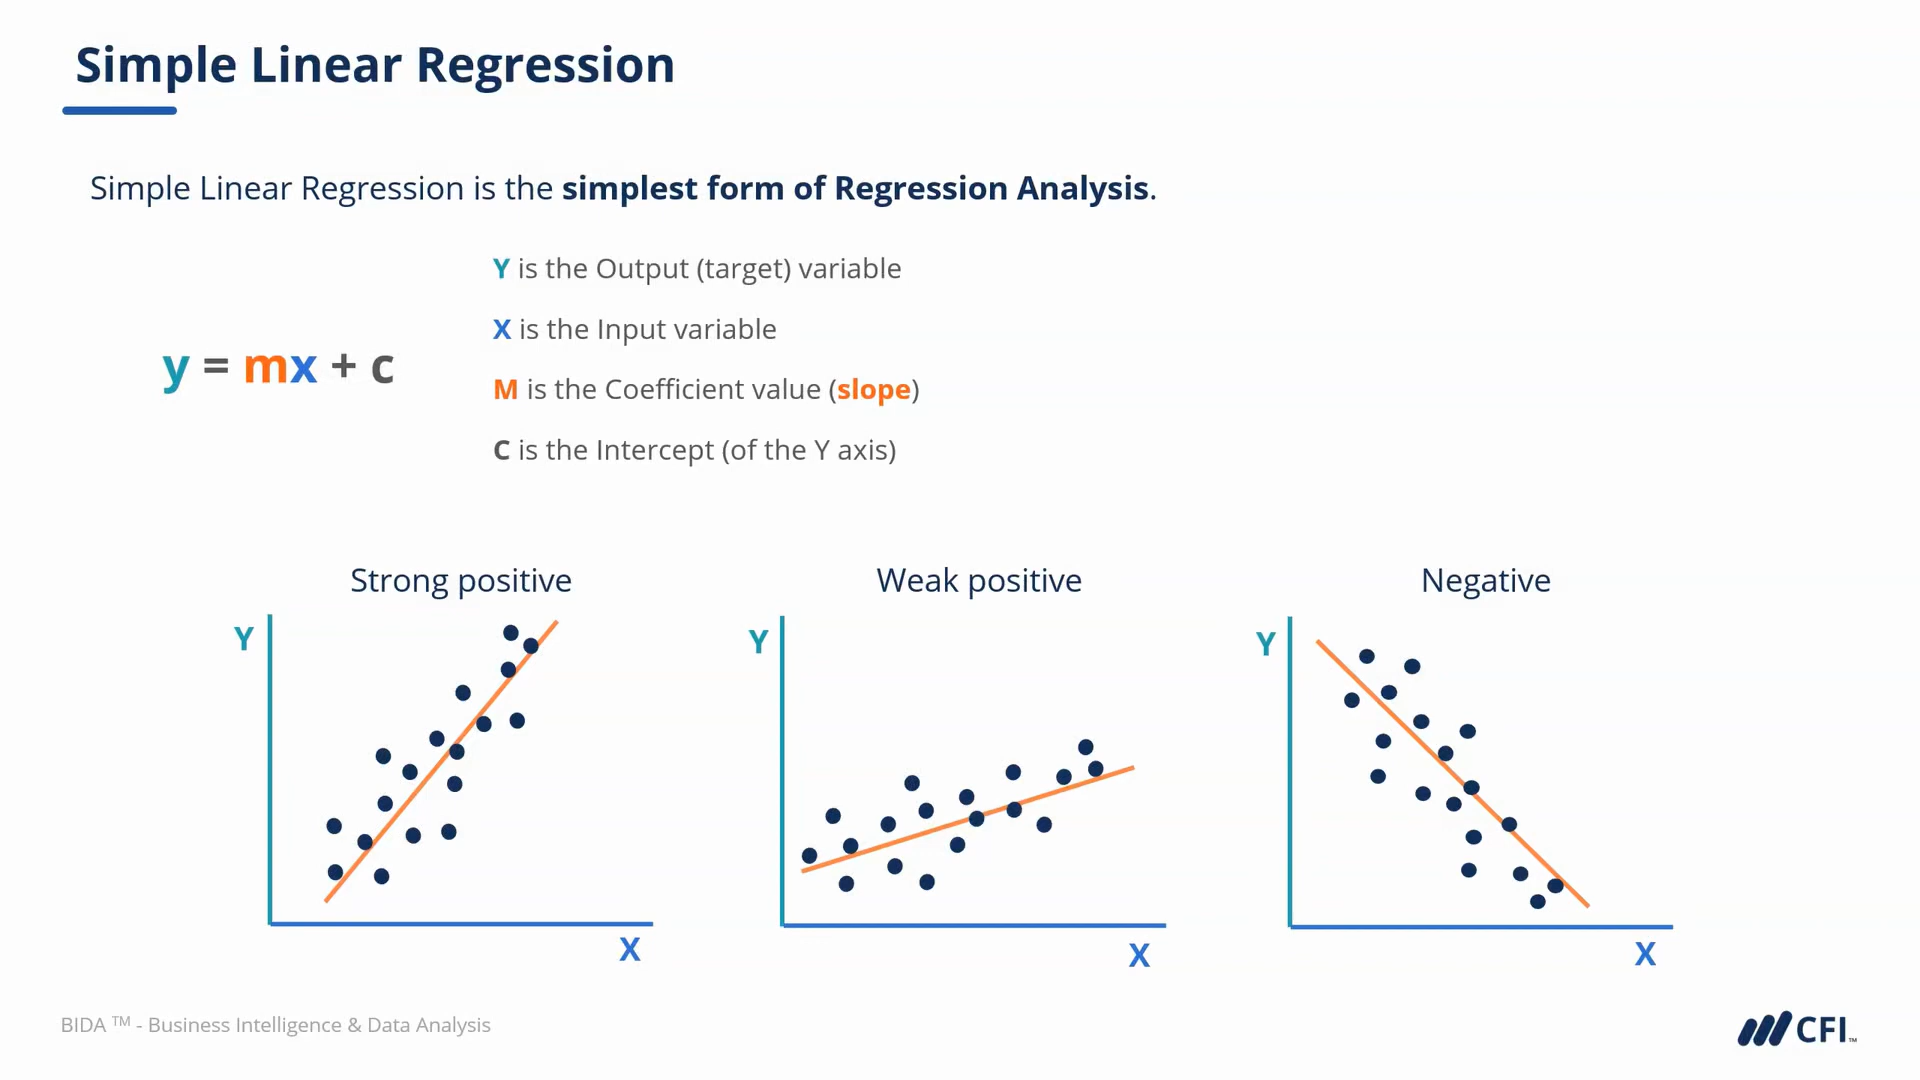 Simple Linear Regression
Simple Linear Regression is the simplest form of Regression Analysis.
y = mx + c
Y is the Output (target) variable
X is the Input variable
M is the Coefficient value (slope)
C is the Intercept (of the Y axis)
Strong positive
Y
X
Weak positive
Y
X
Negative
Y
X
BIDA TM - Business Intelligence & Data Analysis
CFI™